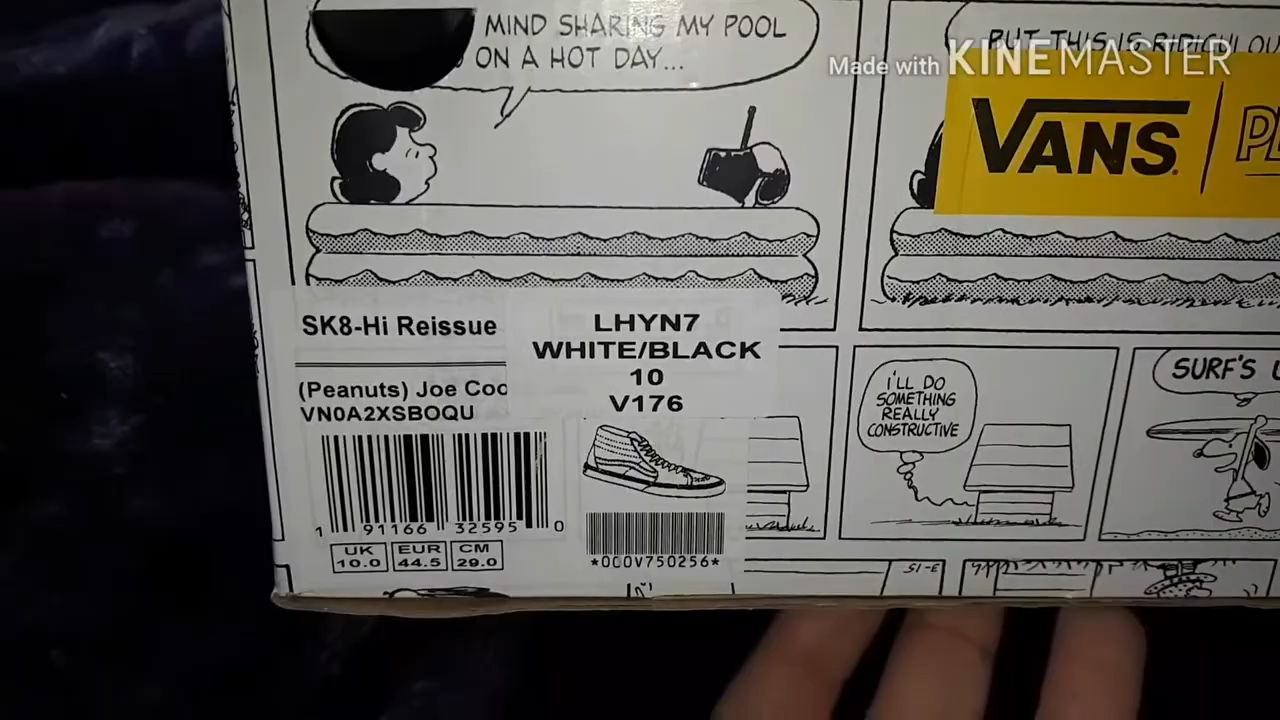 MIND SHARING MY POOL
ON A HOT DAY...
BUT THIS IS
Made with KINEMASTER
VANS
SK8-Hi Reissue
(Peanuts) Joe Coo
VN0A2XSBOQU
1 91166 32595 0
UK 10.0
EUR 44.5
CM 29.0
LHYN7
WHITE/BLACK
10
V176
*000V750256*
I'LL DO
SOMETHING
REALLY
CONSTRUCTIVE
SURF'S